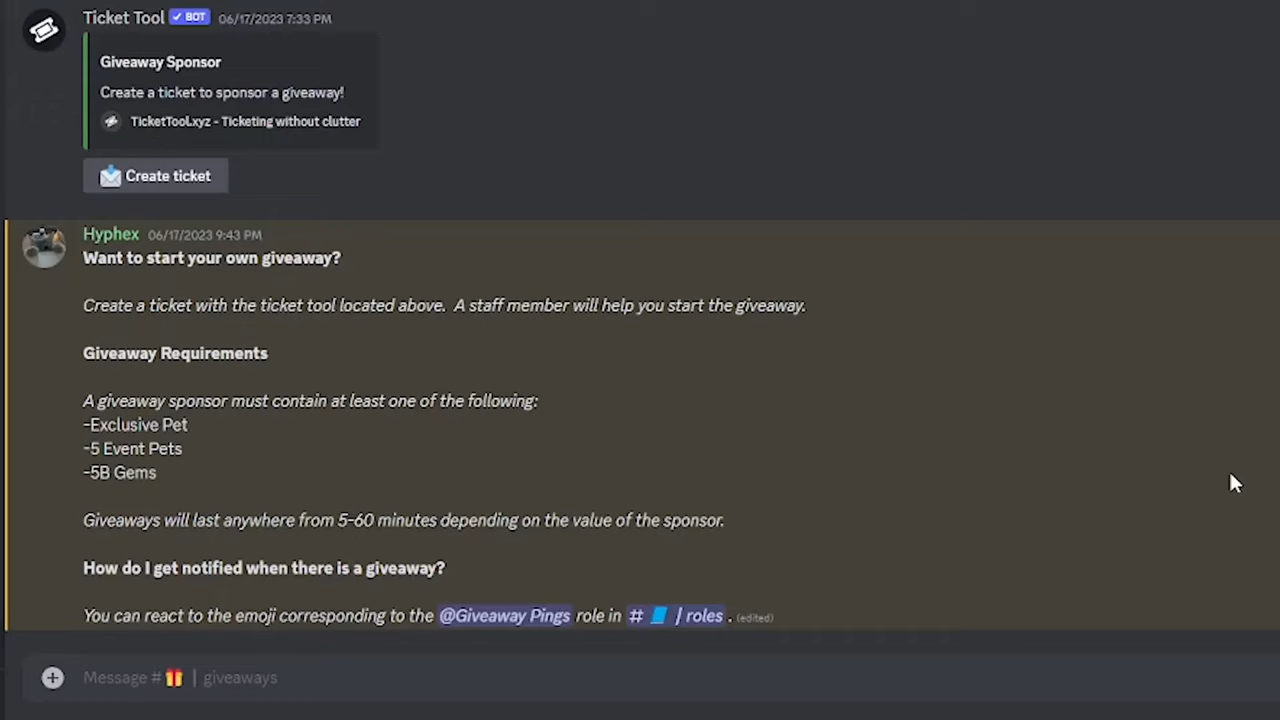 Ticket Tool ✓ BOT 06/17/2023 7:33 PM
Giveaway Sponsor
Create a ticket to sponsor a giveaway!
TicketTool.xyz - Ticketing without clutter
Create ticket
Hyphex 06/17/2023 9:43 PM
Want to start your own giveaway?
Create a ticket with the ticket tool located above. A staff member will help you start the giveaway.
Giveaway Requirements
A giveaway sponsor must contain at least one of the following:
-Exclusive Pet
-5 Event Pets
-5B Gems
Giveaways will last anywhere from 5-60 minutes depending on the value of the sponsor.
How do I get notified when there is a giveaway?
You can react to the emoji corresponding to the @Giveaway Pings role in # 📘 | roles . (edited)
Message # 🎁 | giveaways